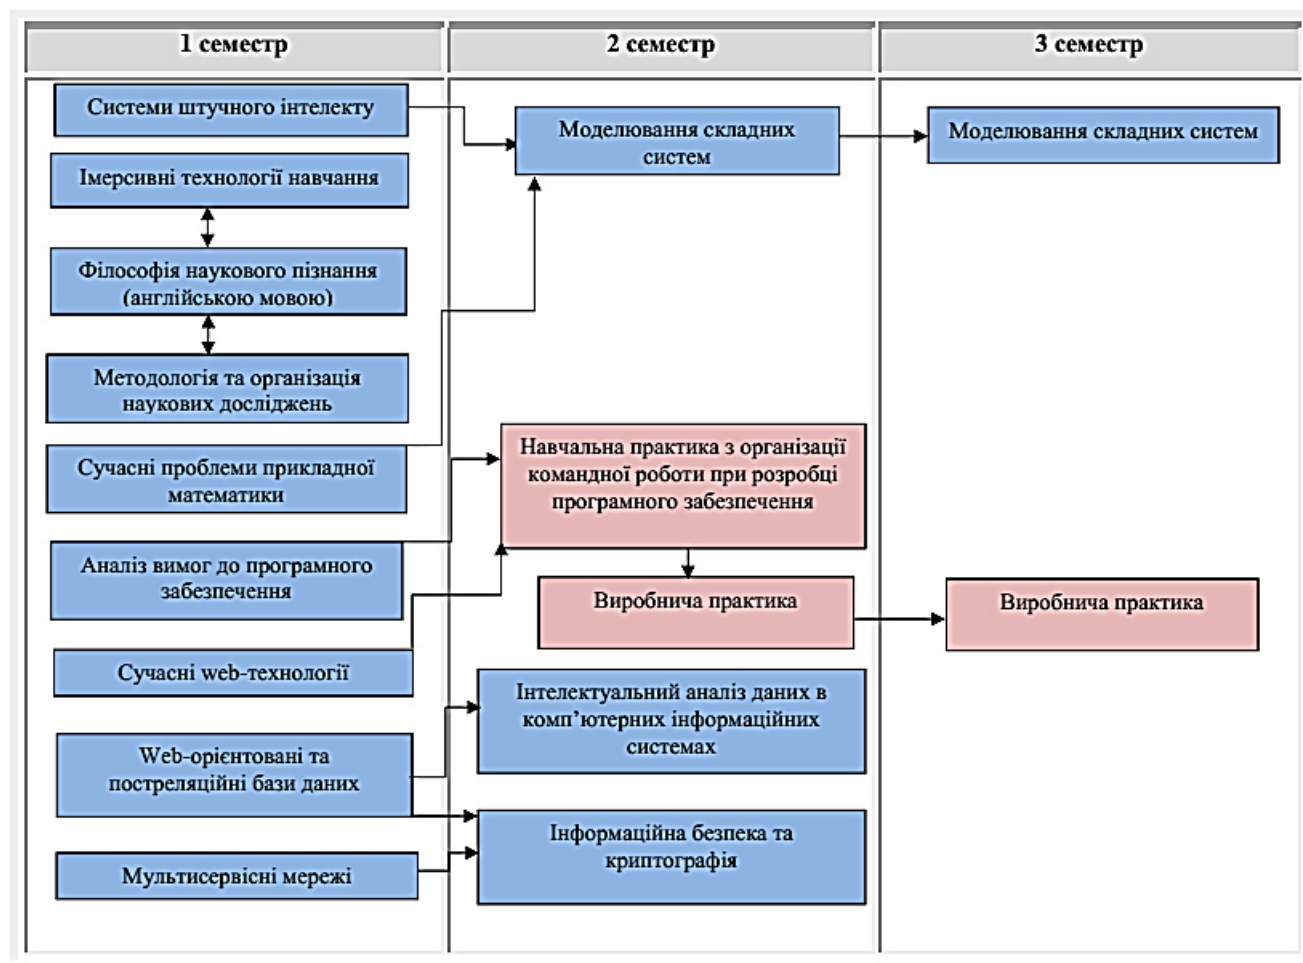 1 семестр
2 семестр
3 семестр
Системи штучного інтелекту
Імерсивні технології навчання
Філософія наукового пізнання
(англійською мовою)
Методологія та організація
наукових досліджень
Сучасні проблеми прикладної
математики
Аналіз вимог до програмного
забезпечення
Сучасні web-технології
Web-орієнтовані та
постреляційні бази даних
Мультисервісні мережі
Моделювання складних
систем
Навчальна практика з організації
командної роботи при розробці
програмного забезпечення
Виробнича практика
Інтелектуальний аналіз даних в
комп’ютерних інформаційних
системах
Інформаційна безпека та
криптографія
Моделювання складних систем
Виробнича практика